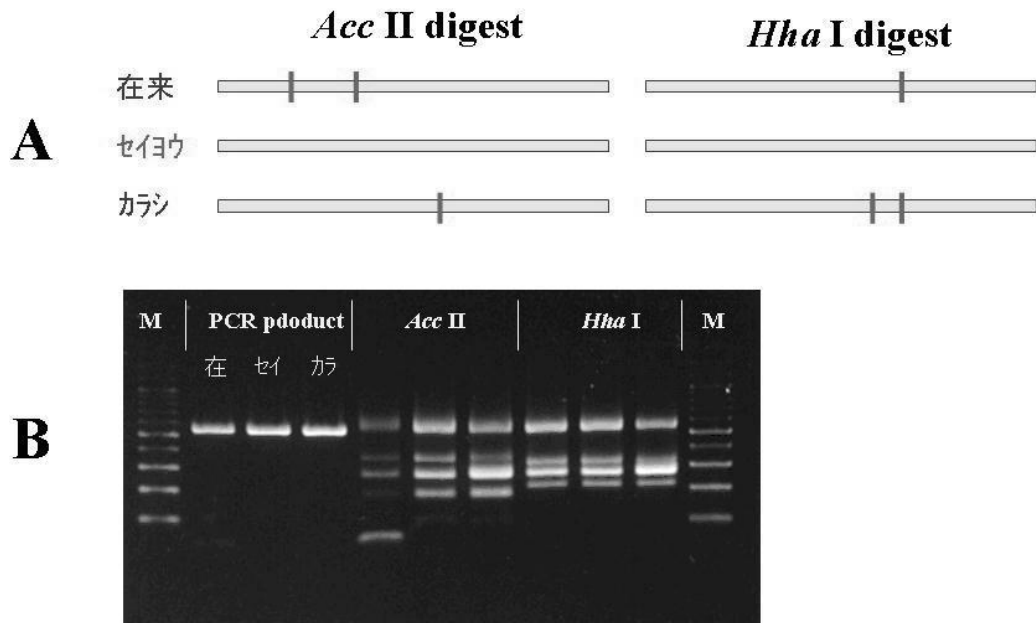 Acc II digest
Hha I digest
A
在来
セイヨウ
カラシ
B
M
PCR pdoduct
Acc II
Hha I
M
在
セイ
カラ